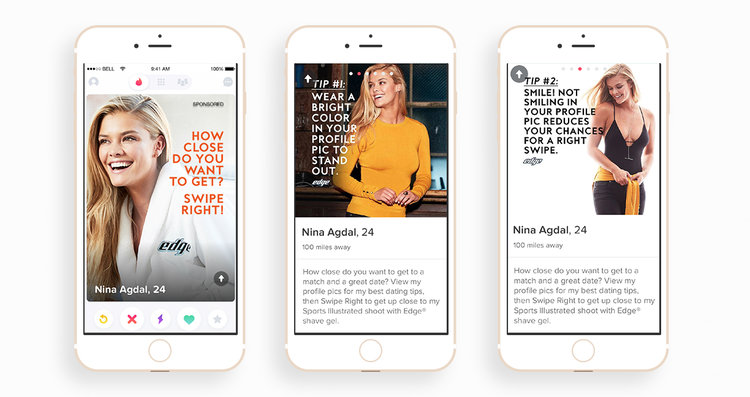 BELL
9:41 AM
100%
SPONSORED
HOW
CLOSE
DO YOU
WANT
TO GET?
SWIPE
RIGHT!
edge
Nina Agdal, 24
TIP #1:
WEAR A
BRIGHT
COLOR
IN YOUR
PROFILE
PIC TO
STAND
OUT.
edge
Nina Agdal, 24
100 miles away
How close do you want to get to a
match and a great date? View my
profile pics for my best dating tips,
then Swipe Right to get up close to my
Sports Illustrated shoot with Edge®
shave gel.
TIP #2:
SMILE! NOT
SMILING IN
YOUR PROFILE
PIC REDUCES
YOUR CHANCES
FOR A RIGHT
SWIPE.
edge
Nina Agdal, 24
100 miles away
How close do you want to get to a
match and a great date? View my
profile pics for my best dating tips,
then Swipe Right to get up close to my
Sports Illustrated shoot with Edge®
shave gel.